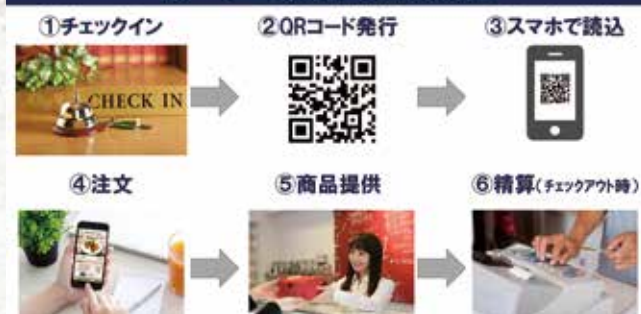 ①チェックイン
②QRコード発行
③スマホで読込
CHECK IN
④注文
⑤商品提供
⑥精算(チェックアウト時)